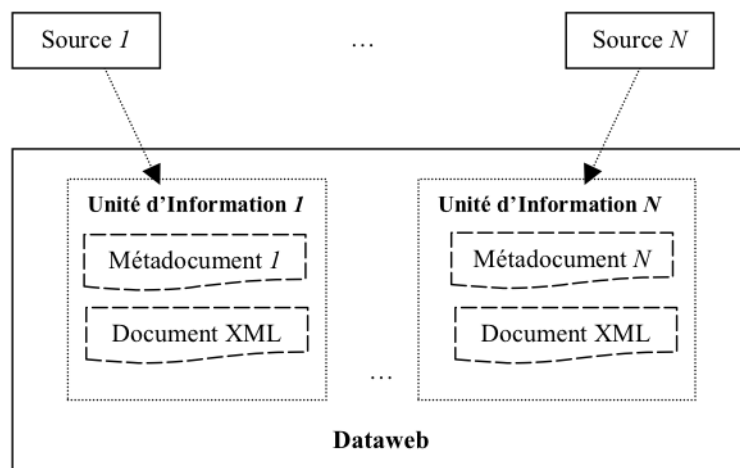 Source 1
…
Source N
Unité d’Information 1
Métadocument 1
Document XML
…
Unité d’Information N
Métadocument N
Document XML
Dataweb